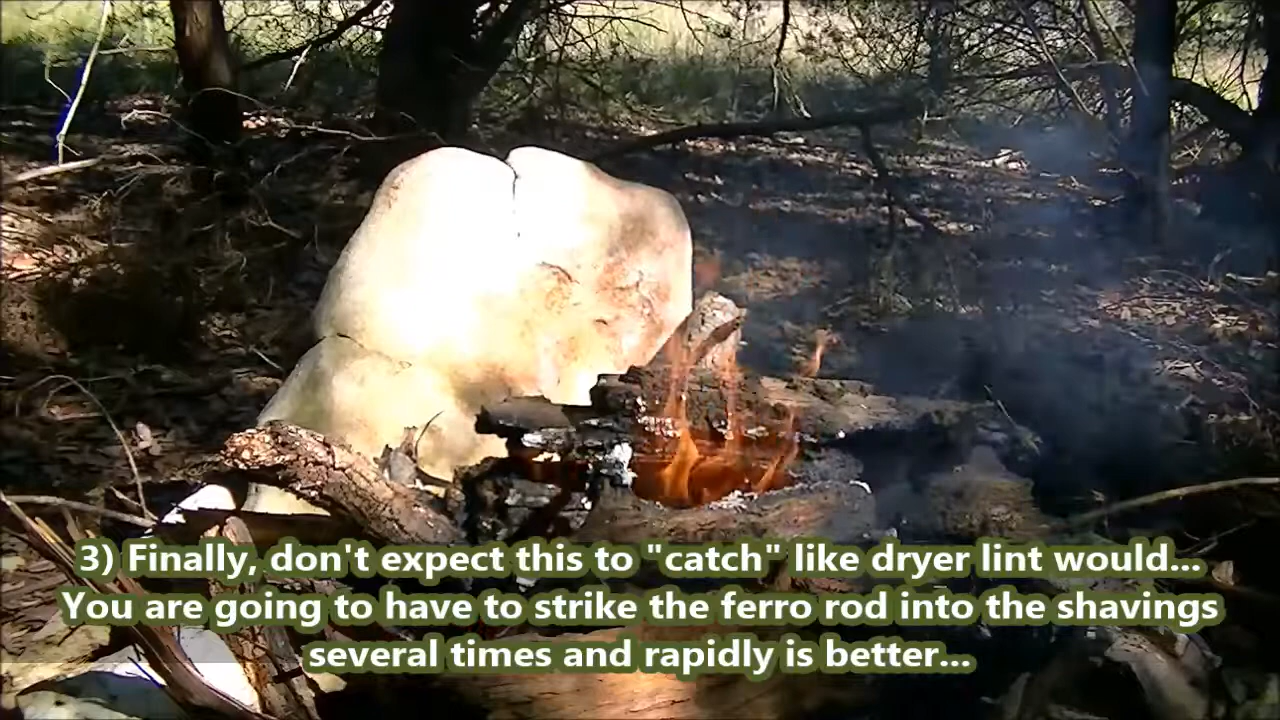 3) Finally, don't expect this to "catch" like dryer lint would...
You are going to have to strike the ferro rod into the shavings
several times and rapidly is better...